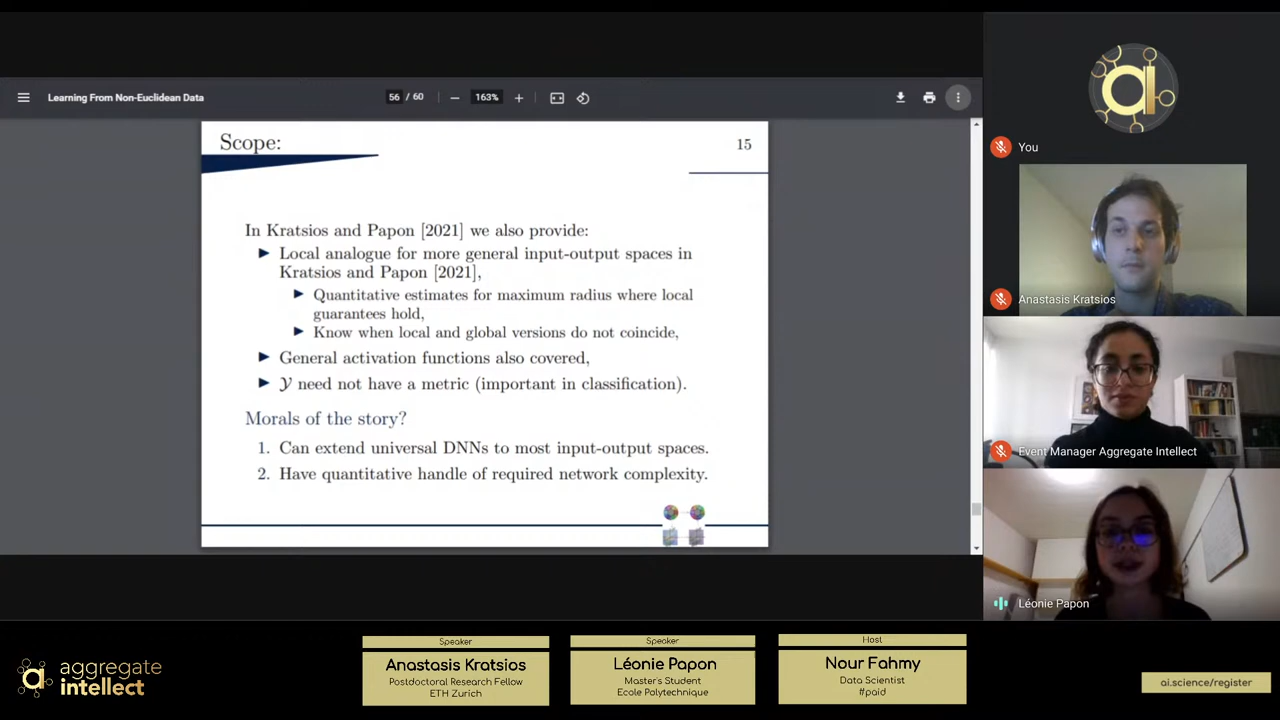 Learning From Non-Euclidean Data
56 / 60
163%
Scope:
15
In Kratsios and Papon [2021] we also provide:
Local analogue for more general input-output spaces in
Kratsios and Papon [2021],
Quantitative estimates for maximum radius where local
guarantees hold,
Know when local and global versions do not coincide,
General activation functions also covered,
𝒴 need not have a metric (important in classification).
Morals of the story?
1. Can extend universal DNNs to most input-output spaces.
2. Have quantitative handle of required network complexity.
You
Anastasis Kratsios
Event Manager Aggregate Intellect
Léonie Papon
aggregate
intellect
Speaker
Anastasis Kratsios
Postdoctoral Research Fellow
ETH Zurich
Speaker
Léonie Papon
Master's Student
Ecole Polytechnique
Host
Nour Fahmy
Data Scientist
#paid
ai.science/register